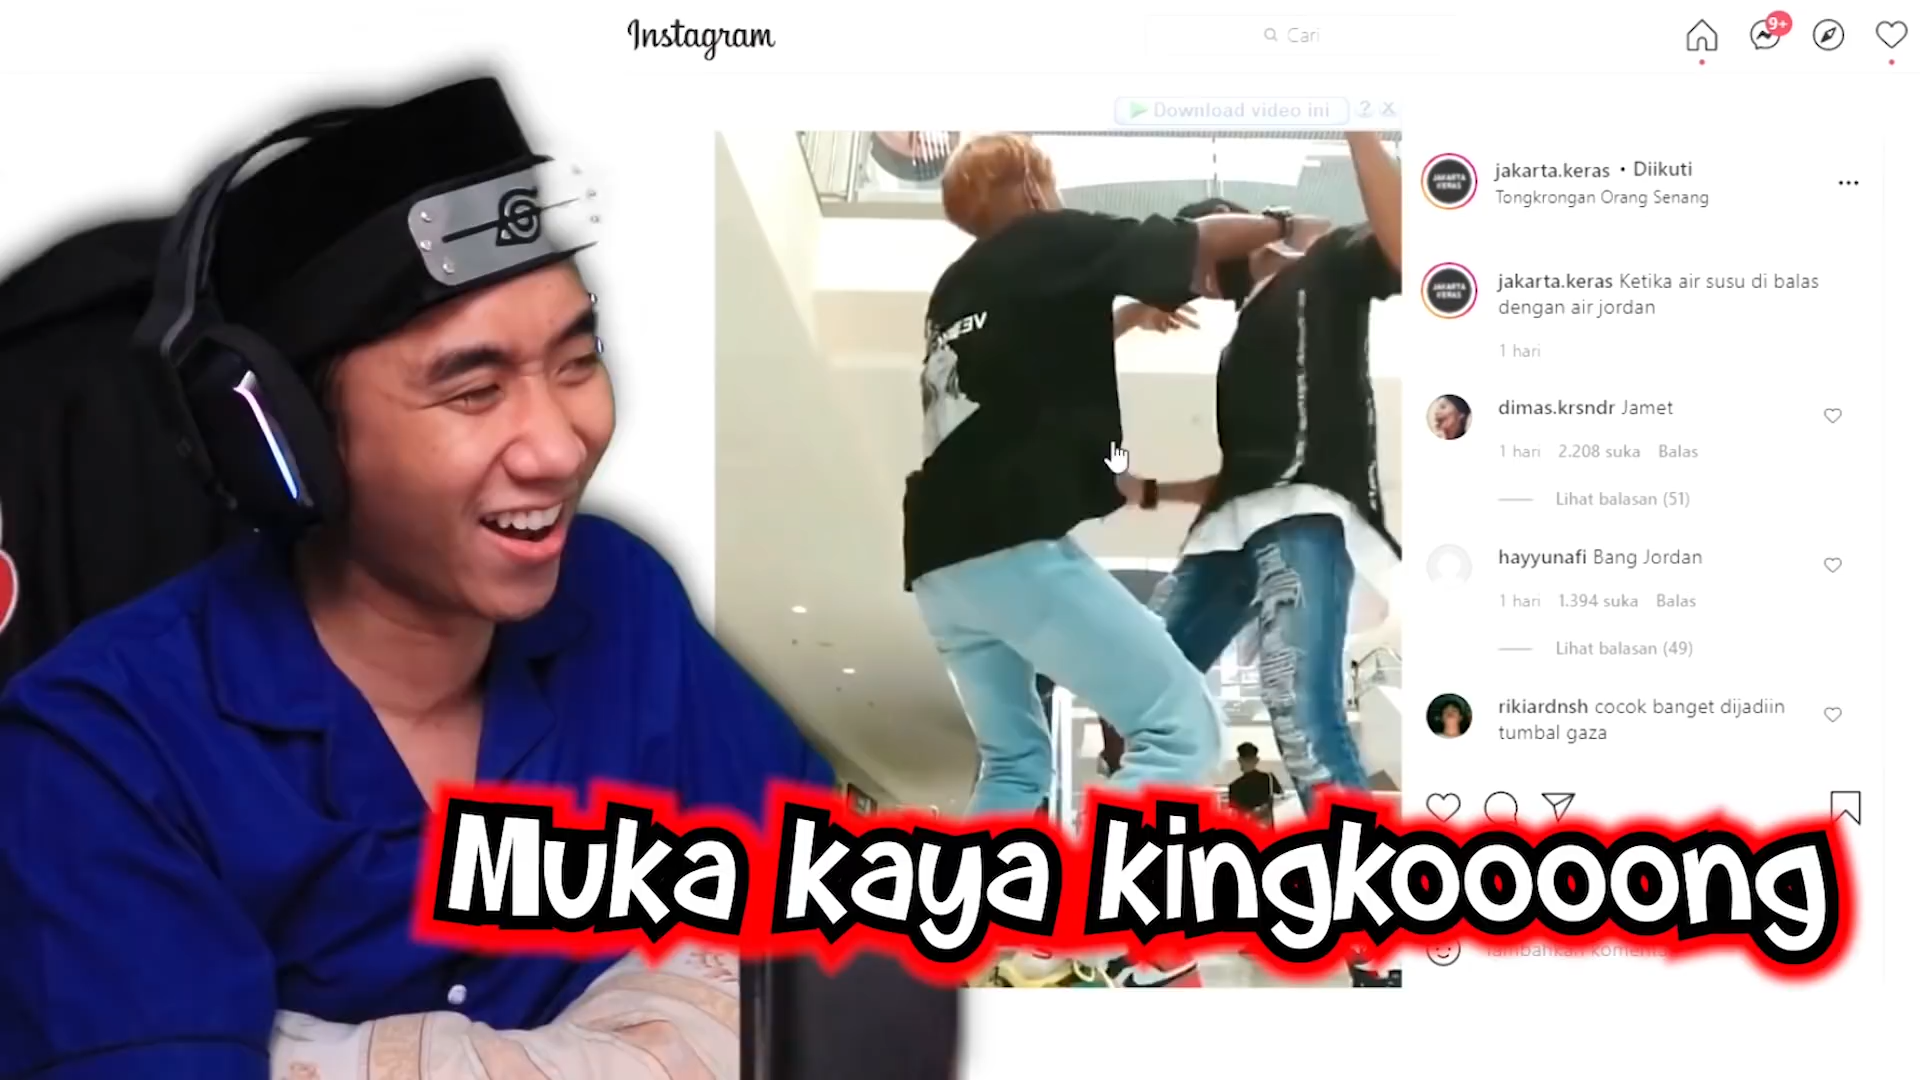 Instagram
Cari
9+
Download video ini ? X
jakarta.keras • Diikuti
Tongkrongan Orang Senang
jakarta.keras Ketika air susu di balas
dengan air jordan
1 hari
dimas.krsndr Jamet
1 hari 2.208 suka Balas
Lihat balasan (51)
hayyunafi Bang Jordan
1 hari 1.394 suka Balas
Lihat balasan (49)
rikiardnsh cocok banget dijadiin
tumbal gaza
Muka kaya kingkoooong